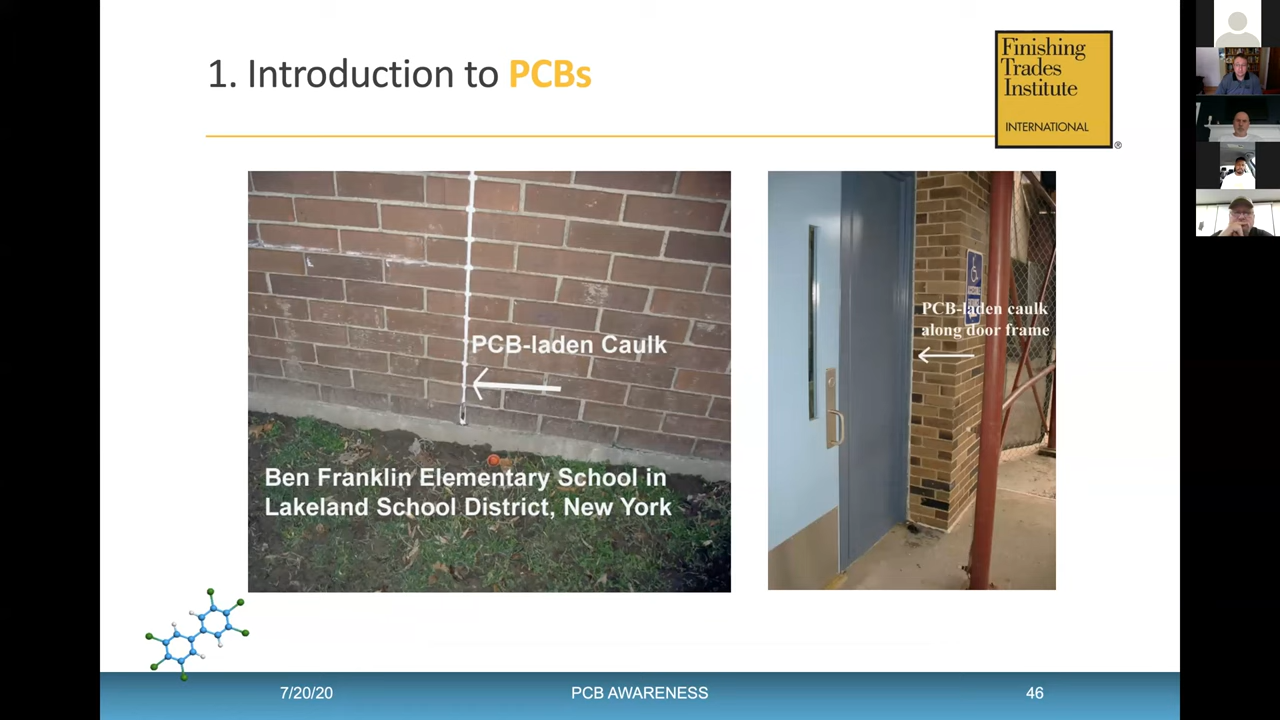 1. Introduction to PCBs
Finishing
Trades
Institute
INTERNATIONAL
®
PCB-laden Caulk
Ben Franklin Elementary School in
Lakeland School District, New York
PCB-laden caulk
along door frame
7/20/20
PCB AWARENESS
46